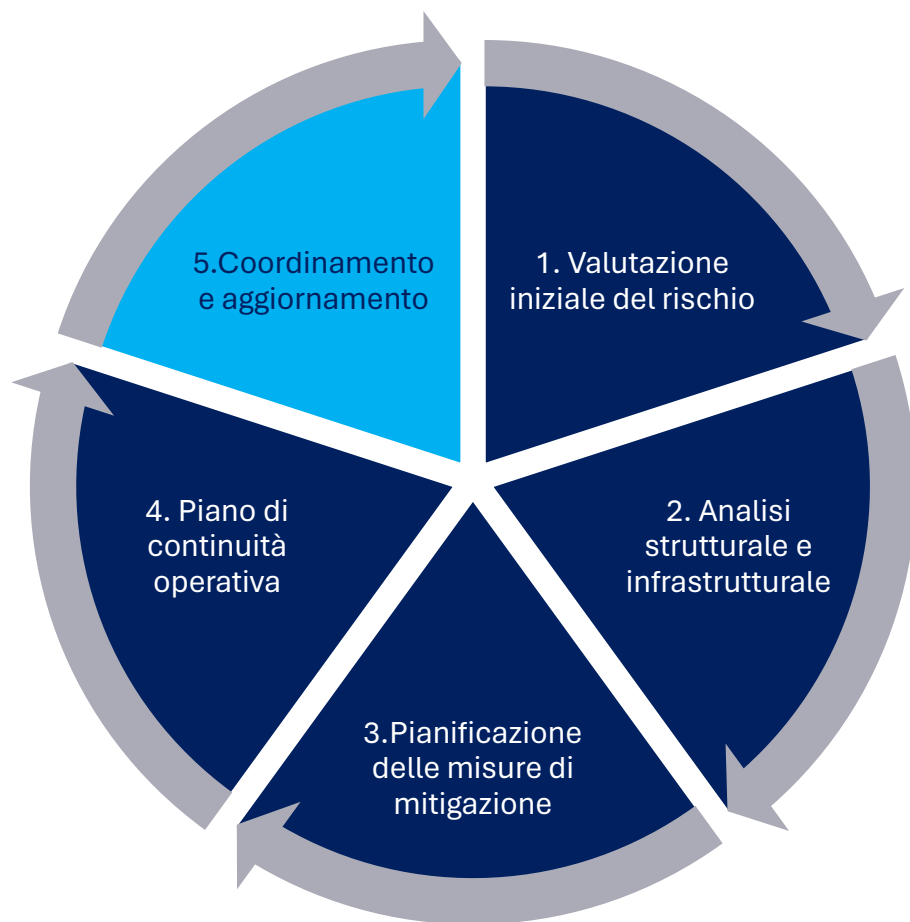 1. Valutazione
iniziale del rischio
2. Analisi
strutturale e
infrastrutturale
3.Pianificazione
delle misure di
mitigazione
4. Piano di
continuità
operativa
5.Coordinamento
e aggiornamento